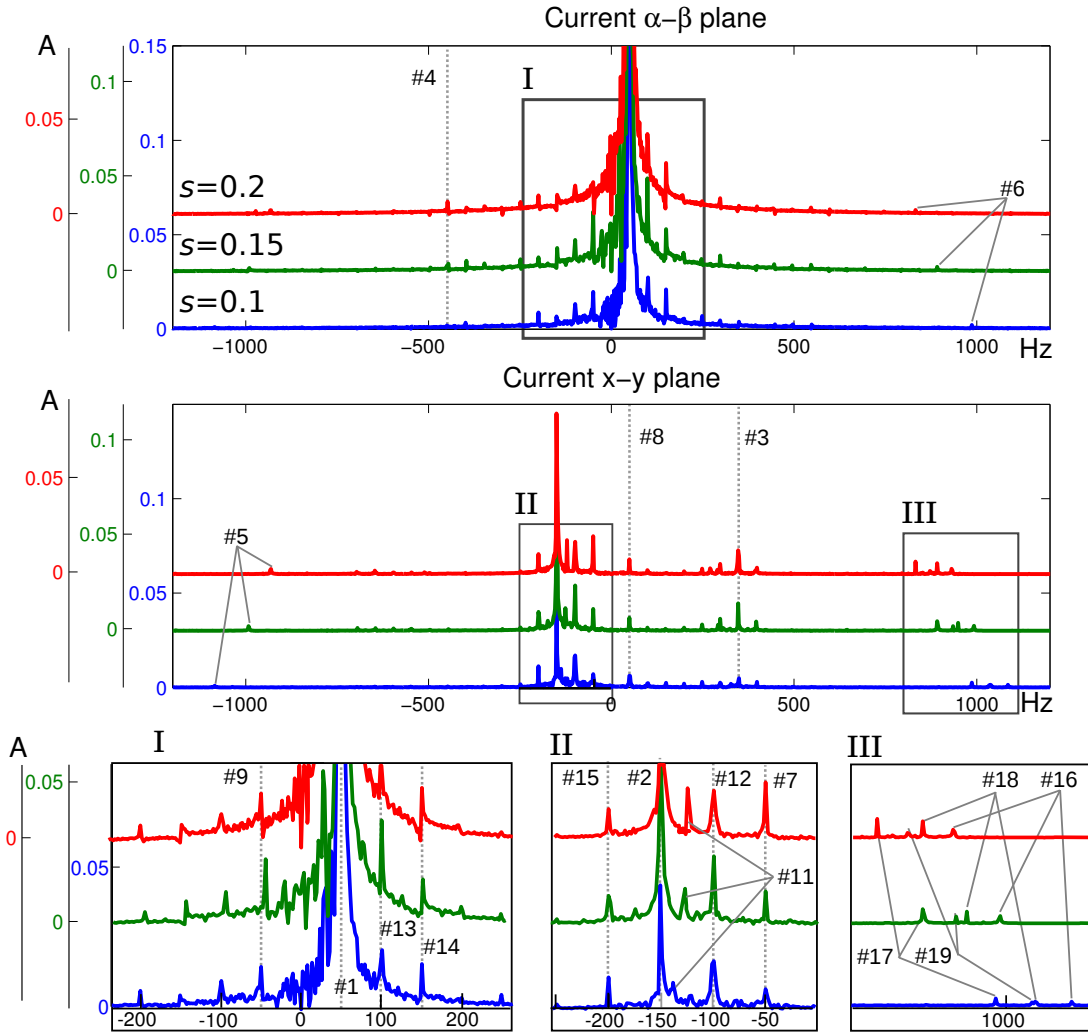 Current α−β plane
A
0.15
0.1
0.05
0
0.1
0.05
0
0.05
0
#4
I
s=0.2
s=0.15
s=0.1
#6
−1000 −500 0 500 1000 Hz
Current x−y plane
A
0.1
0.05
0
0.1
0.05
0
0.05
0
#5
II
#8
#3
III
−1000 −500 0 500 1000 Hz
A
I
0.05
0
0
0.05
0
#9
#1
#13
#14
-200 -100 0 100 200
II
#15 #2 #12 #7
#11
-200 -150 -100 -50
III
#18 #16
#17 #19
1000